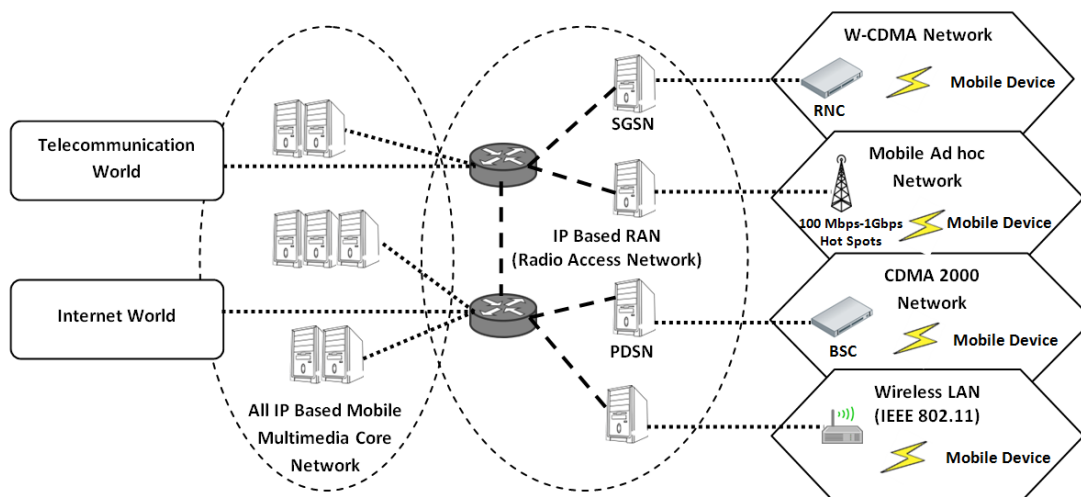 Telecommunication
World
Internet World
All IP Based Mobile
Multimedia Core
Network
SGSN
IP Based RAN
(Radio Access Network)
PDSN
W-CDMA Network
RNC
Mobile Device
Mobile Ad hoc
Network
100 Mbps-1Gbps
Hot Spots
Mobile Device
CDMA 2000
Network
BSC
Mobile Device
Wireless LAN
(IEEE 802.11)
Mobile Device